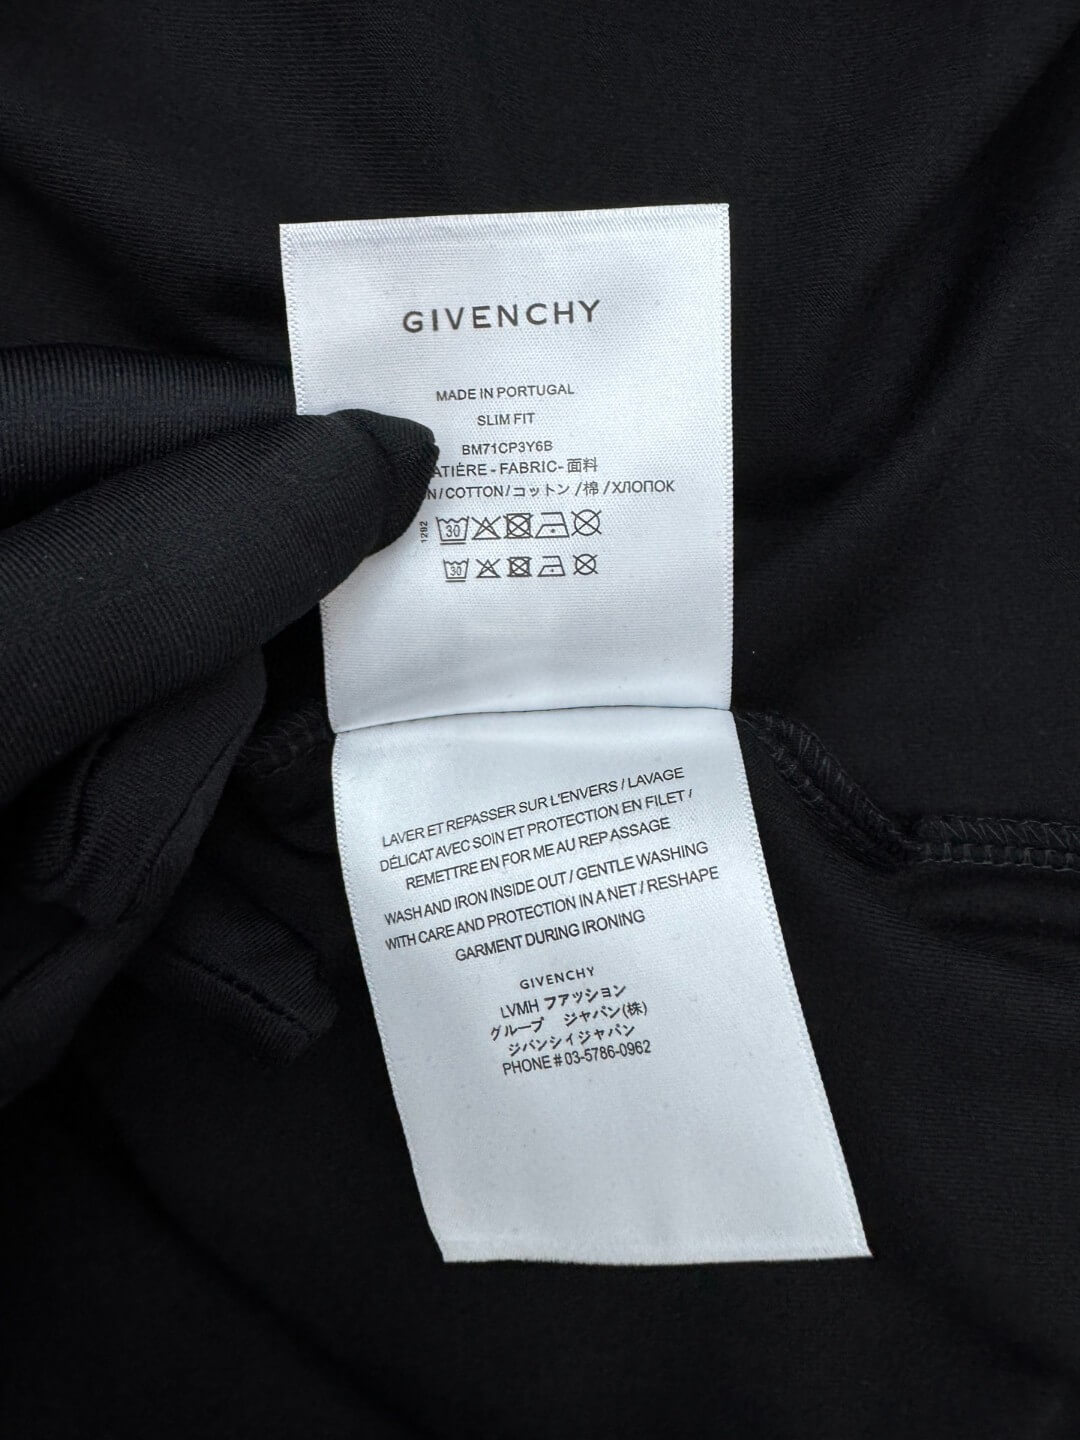 GIVENCHY
MADE IN PORTUGAL
SLIM FIT
BM71CP3Y6B
ATIÉRE - FABRIC- 面料
N / COTTON / コットン / 棉 / ХЛОПОК
1292
30
30
LAVER ET REPASSER SUR L'ENVERS / LAVAGE
DÉLICAT AVEC SOIN ET PROTECTION EN FILET /
REMETTRE EN FOR ME AU REP ASSAGE
WASH AND IRON INSIDE OUT / GENTLE WASHING
WITH CARE AND PROTECTION IN A NET / RESHAPE
GARMENT DURING IRONING
GIVENCHY
LVMH ファッション
グループ ジャパン(株)
ジバンシイジャパン
PHONE # 03-5786-0962